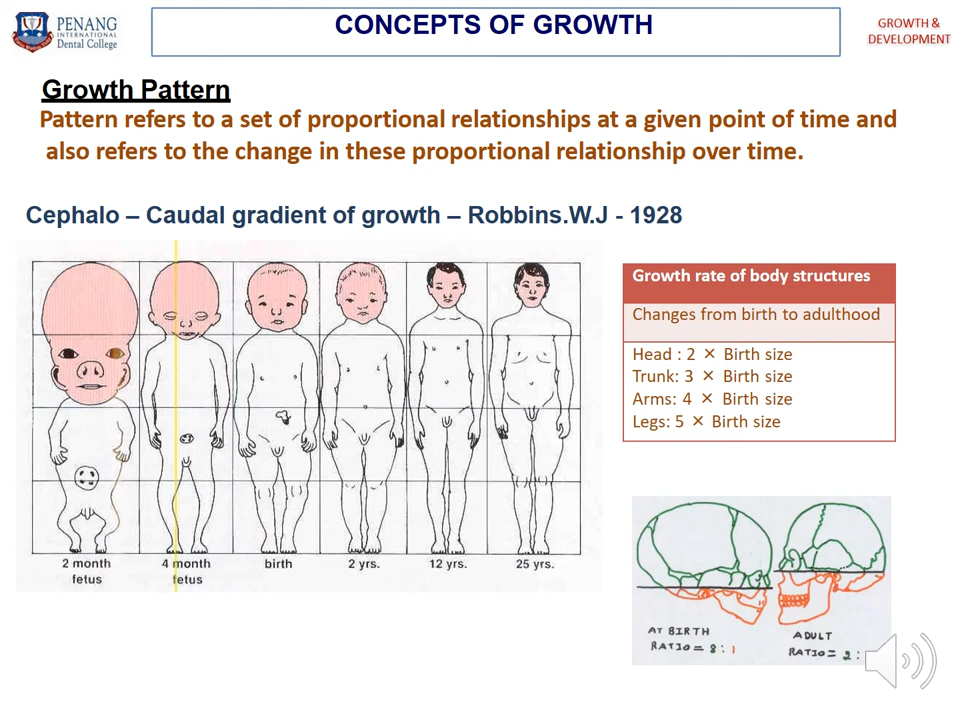 PENANG
INTERNATIONAL
Dental College
CONCEPTS OF GROWTH
GROWTH &
DEVELOPMENT
Growth Pattern
Pattern refers to a set of proportional relationships at a given point of time and
also refers to the change in these proportional relationship over time.
Cephalo – Caudal gradient of growth – Robbins.W.J - 1928
2 month
fetus
4 month
fetus
birth
2 yrs.
12 yrs.
25 yrs.
Growth rate of body structures
Changes from birth to adulthood
Head : 2 × Birth size
Trunk: 3 × Birth size
Arms: 4 × Birth size
Legs: 5 × Birth size
AT BIRTH
RATIO = 8 : 1
ADULT
RATIO = 2 :